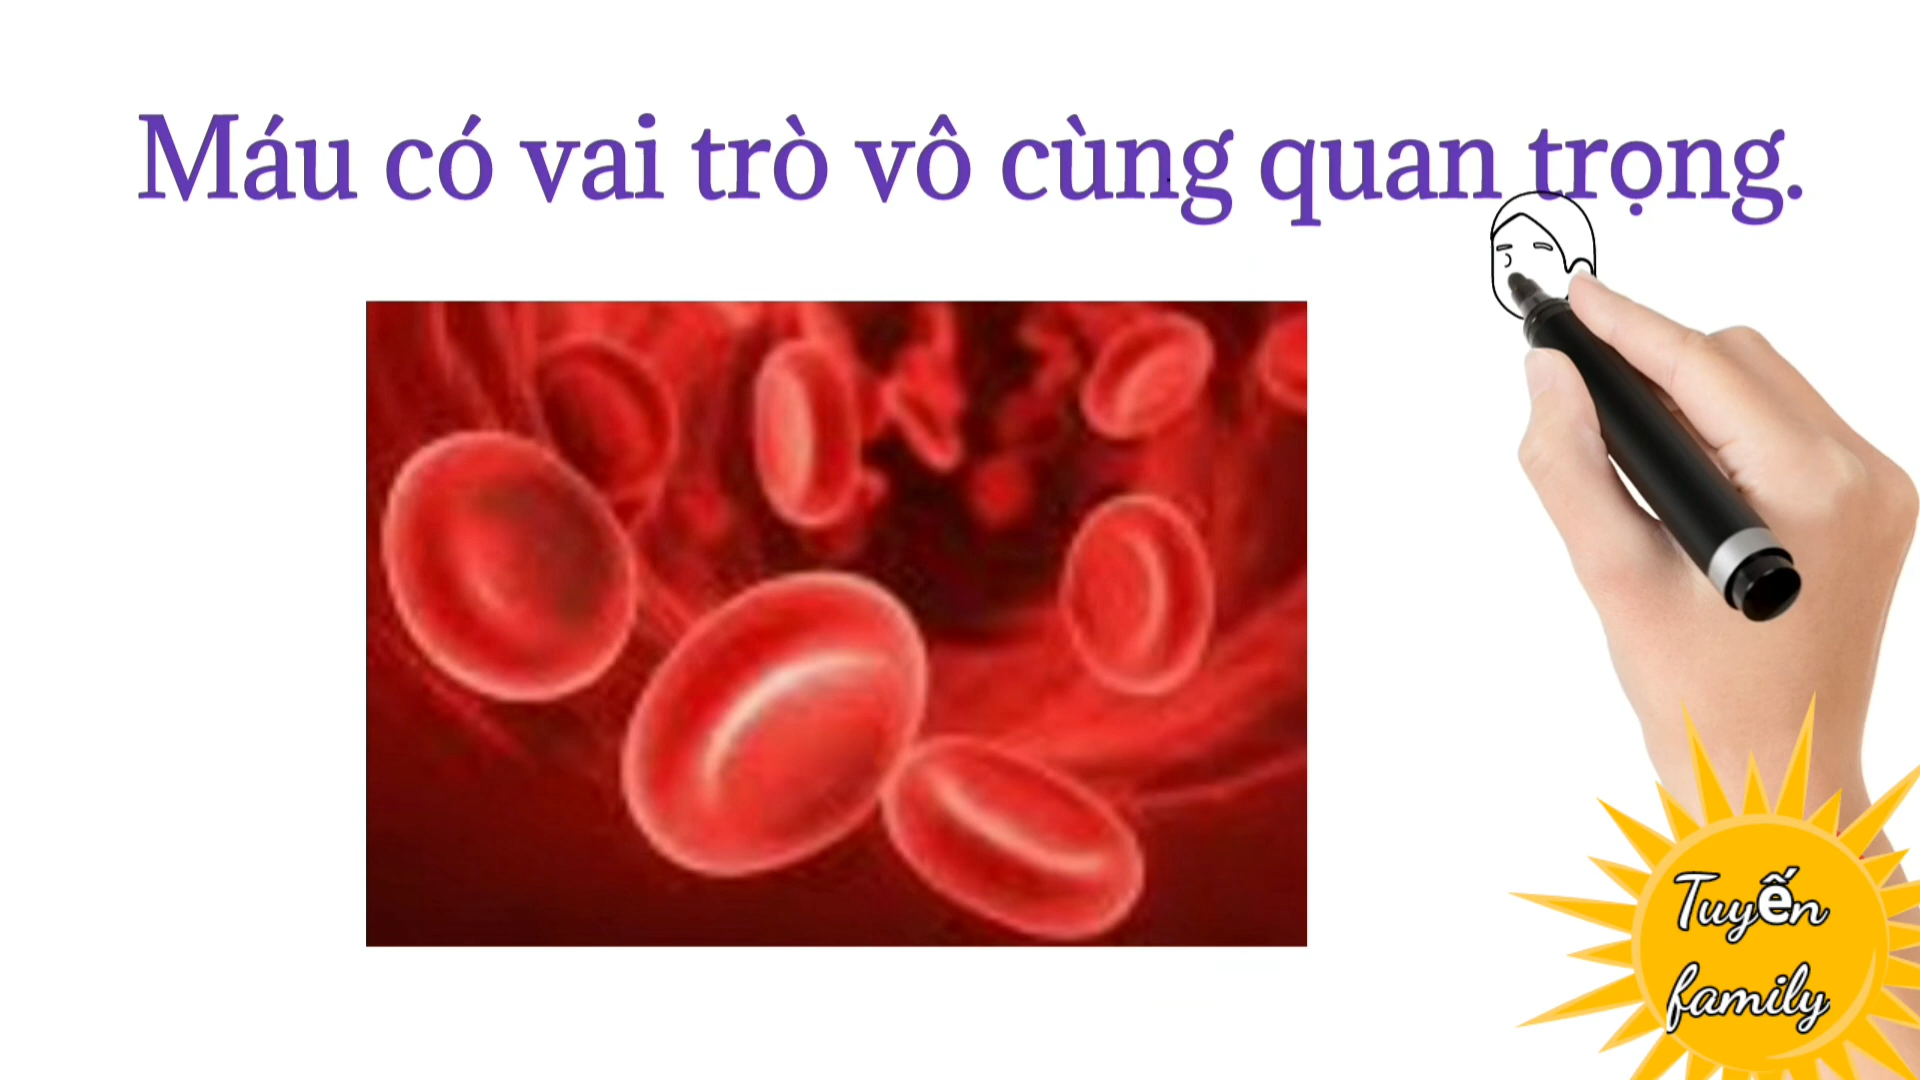 Máu có vai trò vô cùng quan trọng.
Tuyến
family